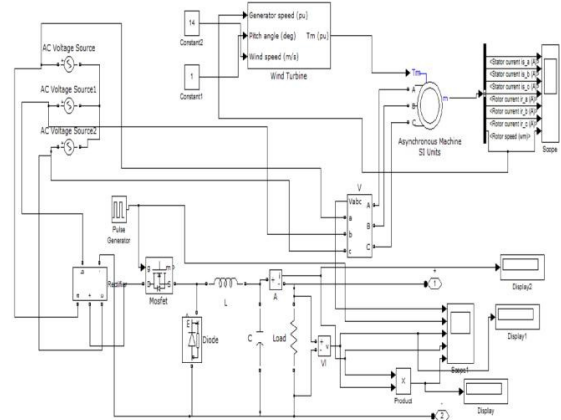 Generator speed (pu)
Pitch angle (deg)
Wind speed (m/s)
Tm (pu)
Wind Turbine
14
Constant2
1
Constant1
AC Voltage Source
AC Voltage Source1
AC Voltage Source2
Tm
m
A
B
C
Asynchronous Machine
SI Units
<Stator current is_a (A)
<Stator current is_b (A)
<Stator current is_c (A)
<Rotor current ir_a (A)
<Rotor current ir_b (A)
<Rotor current ir_c (A)
<Rotor speed (wm)>
Scope
V
Vabc
a
b
c
A
B
C
Pulse
Generator
Rectifier
g
m
D
S
Mosfet
Diode
L
C
Load
+
A
+
v
VI
+
1
Display2
Display1
Scope1
X
Product
Display
-
2